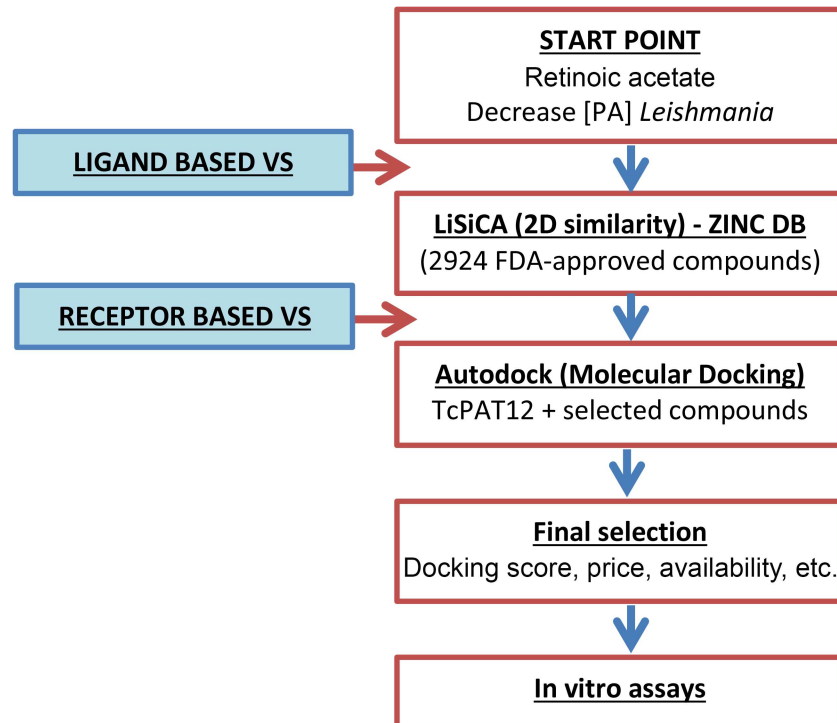 START POINT
Retinoic acetate
Decrease [PA] Leishmania
LIGAND BASED VS
LiSiCA (2D similarity) - ZINC DB
(2924 FDA-approved compounds)
RECEPTOR BASED VS
Autodock (Molecular Docking)
TcPAT12 + selected compounds
Final selection
Docking score, price, availability, etc.
In vitro assays